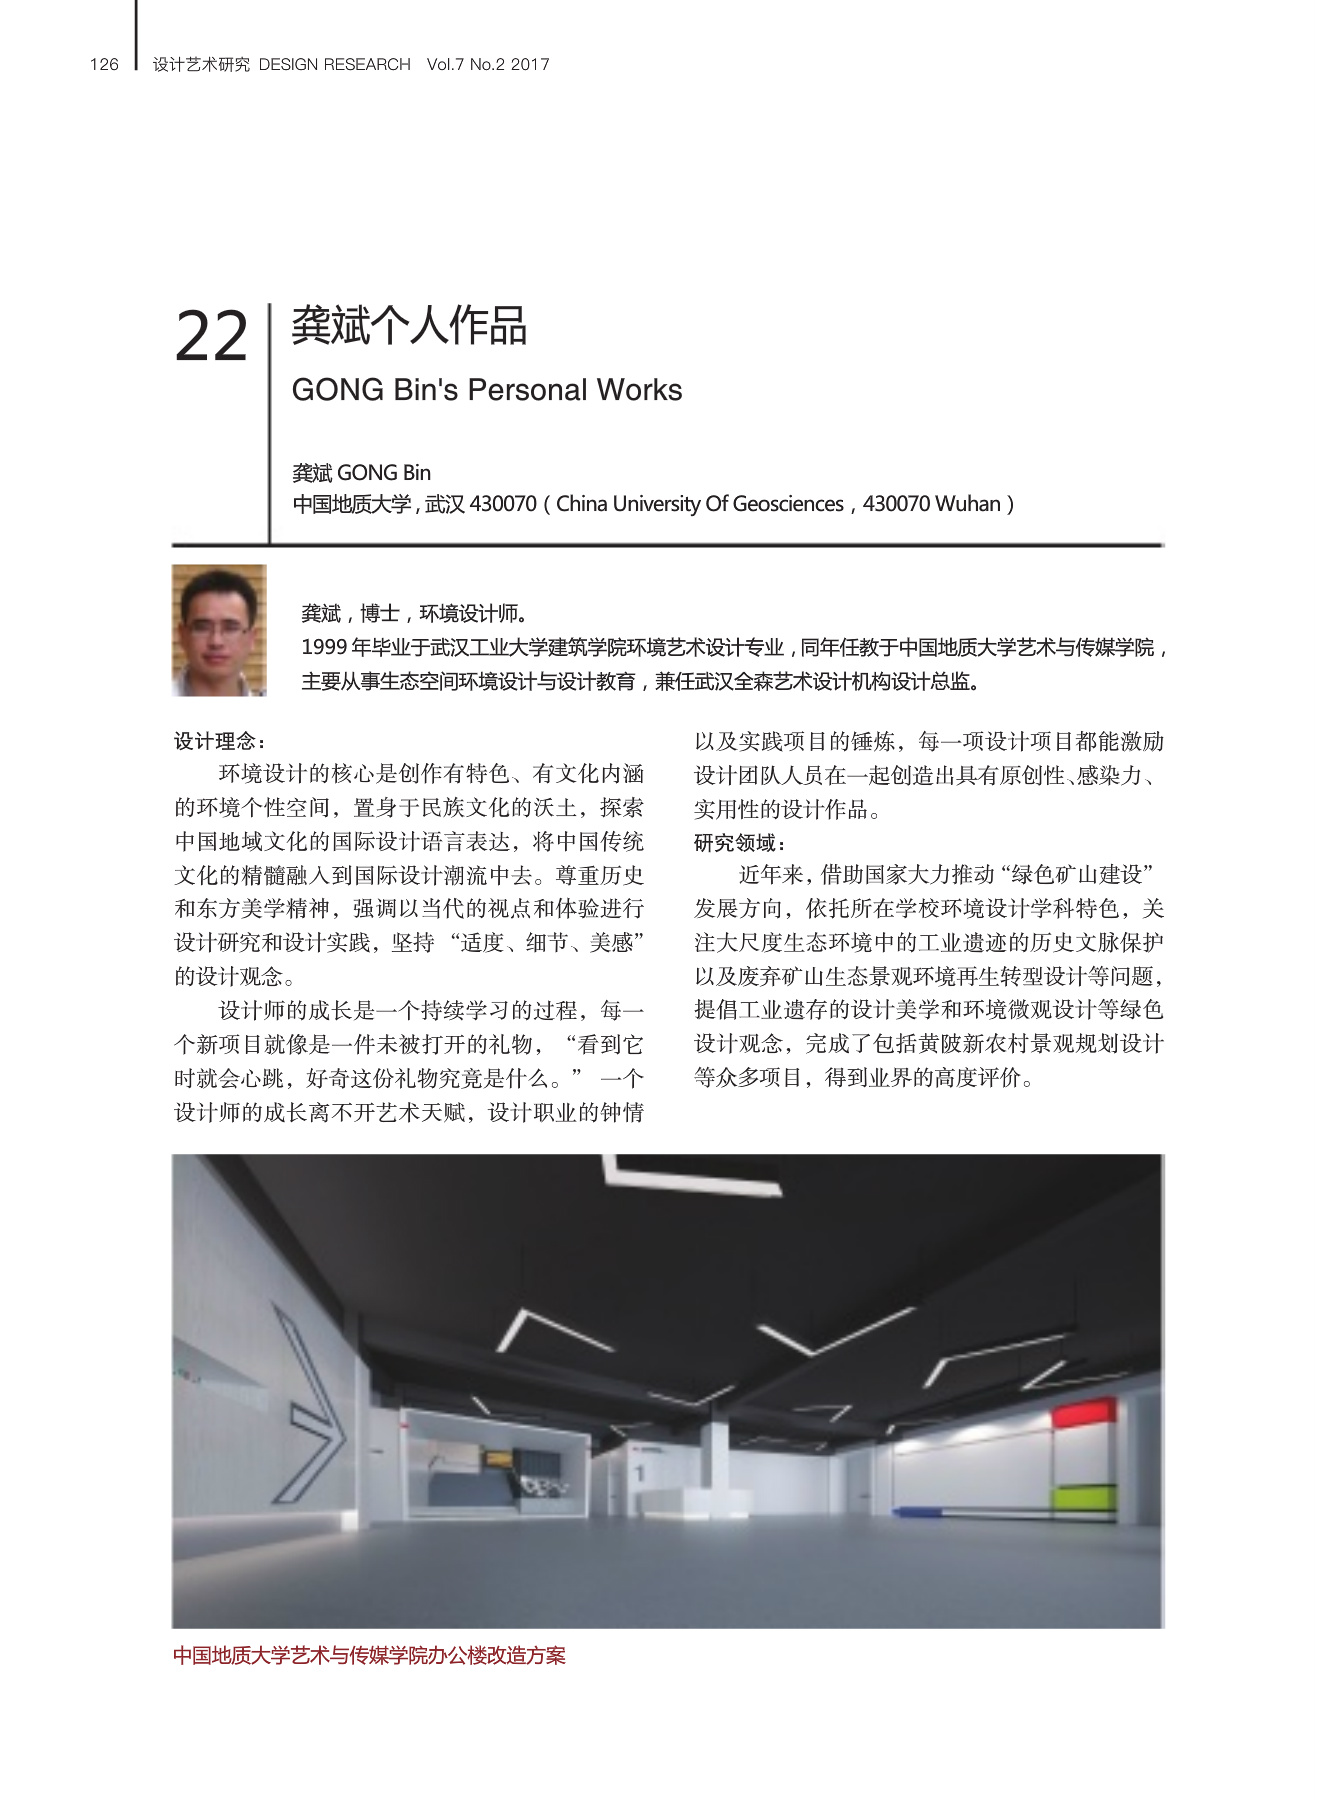 126 设计艺术研究 DESIGN RESEARCH Vol.7 No.2 2017
22
龚斌个人作品
GONG Bin's Personal Works
龚斌 GONG Bin
中国地质大学，武汉 430070（China University Of Geosciences，430070 Wuhan）
龚斌，博士，环境设计师。
1999 年毕业于武汉工业大学建筑学院环境艺术设计专业，同年任教于中国地质大学艺术与传媒学院，
主要从事生态空间环境设计与设计教育，兼任武汉全森艺术设计机构设计总监。
设计理念：
环境设计的核心是创作有特色、有文化内涵
的环境个性空间，置身于民族文化的沃土，探索
中国地域文化的国际设计语言表达，将中国传统
文化的精髓融入到国际设计潮流中去。尊重历史
和东方美学精神，强调以当代的视点和体验进行
设计研究和设计实践，坚持 “适度、细节、美感”
的设计观念。
设计师的成长是一个持续学习的过程，每一
个新项目就像是一件未被打开的礼物，“看到它
时就会心跳，好奇这份礼物究竟是什么。” 一个
设计师的成长离不开艺术天赋，设计职业的钟情
以及实践项目的锤炼，每一项设计项目都能激励
设计团队人员在一起创造出具有原创性、感染力、
实用性的设计作品。
研究领域：
近年来，借助国家大力推动“绿色矿山建设”
发展方向，依托所在学校环境设计学科特色，关
注大尺度生态环境中的工业遗迹的历史文脉保护
以及废弃矿山生态景观环境再生转型设计等问题，
提倡工业遗存的设计美学和环境微观设计等绿色
设计观念，完成了包括黄陂新农村景观规划设计
等众多项目，得到业界的高度评价。
1
中国地质大学艺术与传媒学院办公楼改造方案